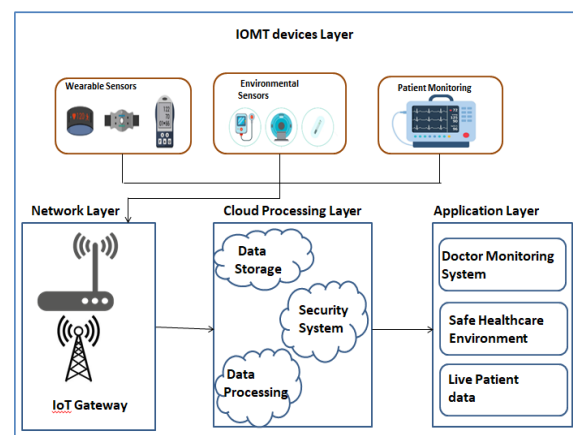 IOMT devices Layer
Wearable Sensors
Environmental
Sensors
Patient Monitoring
Network Layer
Cloud Processing Layer
Application Layer
Data
Storage
Security
System
Data
Processing
IoT Gateway
Doctor Monitoring
System
Safe Healthcare
Environment
Live Patient
data